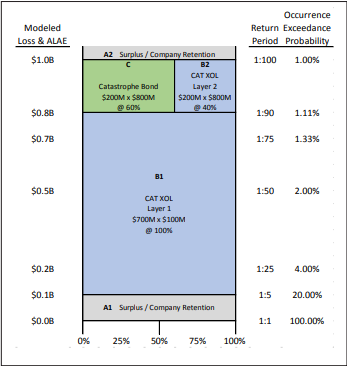 Occurrence
Modeled Return Exceedance
Loss & ALAE Period Probability
A2 Surplus / Company Retention
$1.0B 1:100 1.00%
C B2
CAT XOL
Catastrophe Bond Layer 2
$200M x $800M $200M x $800M
@ 60% @ 40%
$0.8B 1:90 1.11%
$0.7B 1:75 1.33%
B1
$0.5B CAT XOL 1:50 2.00%
Layer 1
$700M x $100M
@ 100%
$0.2B 1:25 4.00%
$0.1B 1:5 20.00%
A1 Surplus / Company Retention
$0.0B 1:1 100.00%
0% 25% 50% 75% 100%